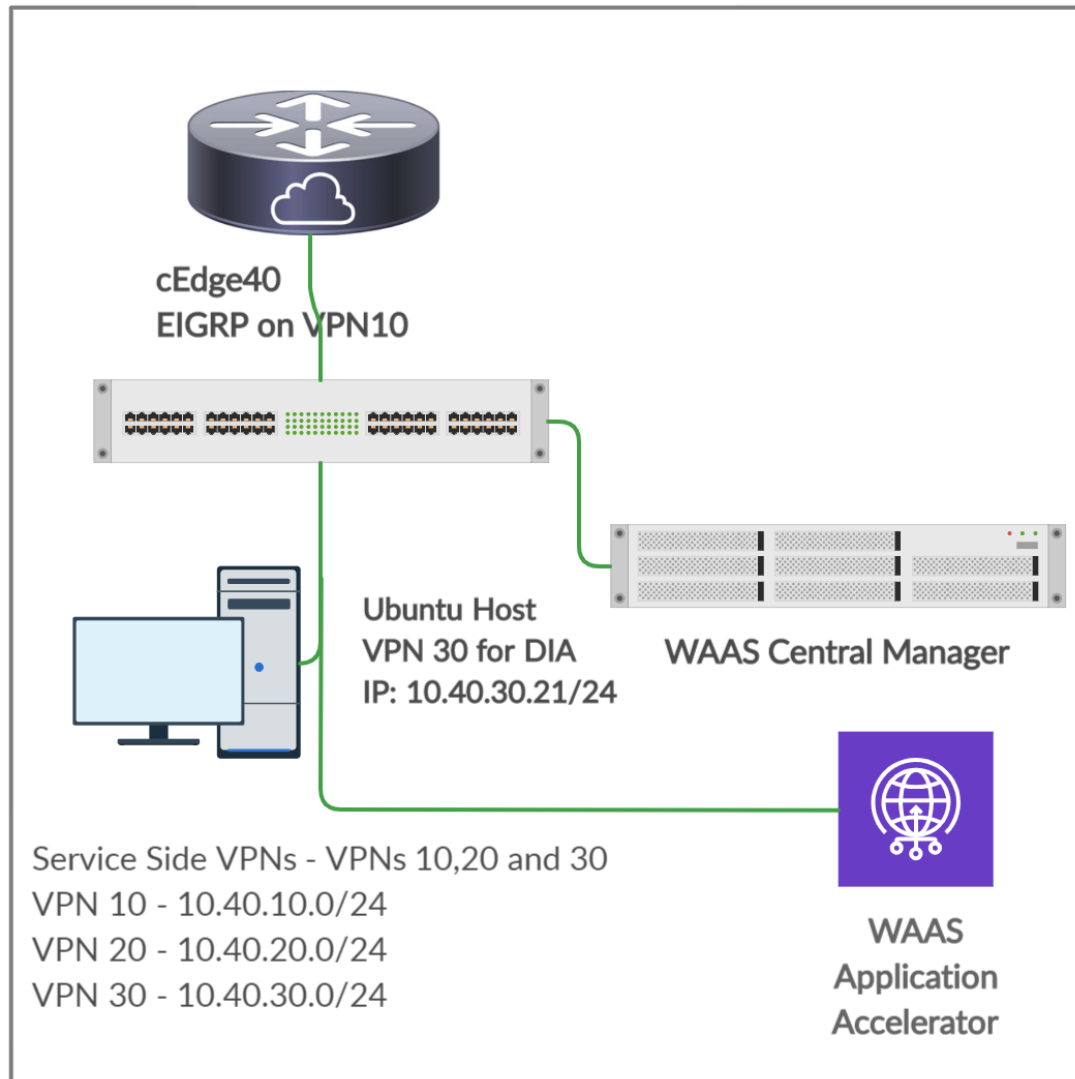 cEdge40
EIGRP on VPN10
Ubuntu Host
VPN 30 for DIA
IP: 10.40.30.21/24
WAAS Central Manager
Service Side VPNs - VPNs 10,20 and 30
VPN 10 - 10.40.10.0/24
VPN 20 - 10.40.20.0/24
VPN 30 - 10.40.30.0/24
WAAS
Application
Accelerator